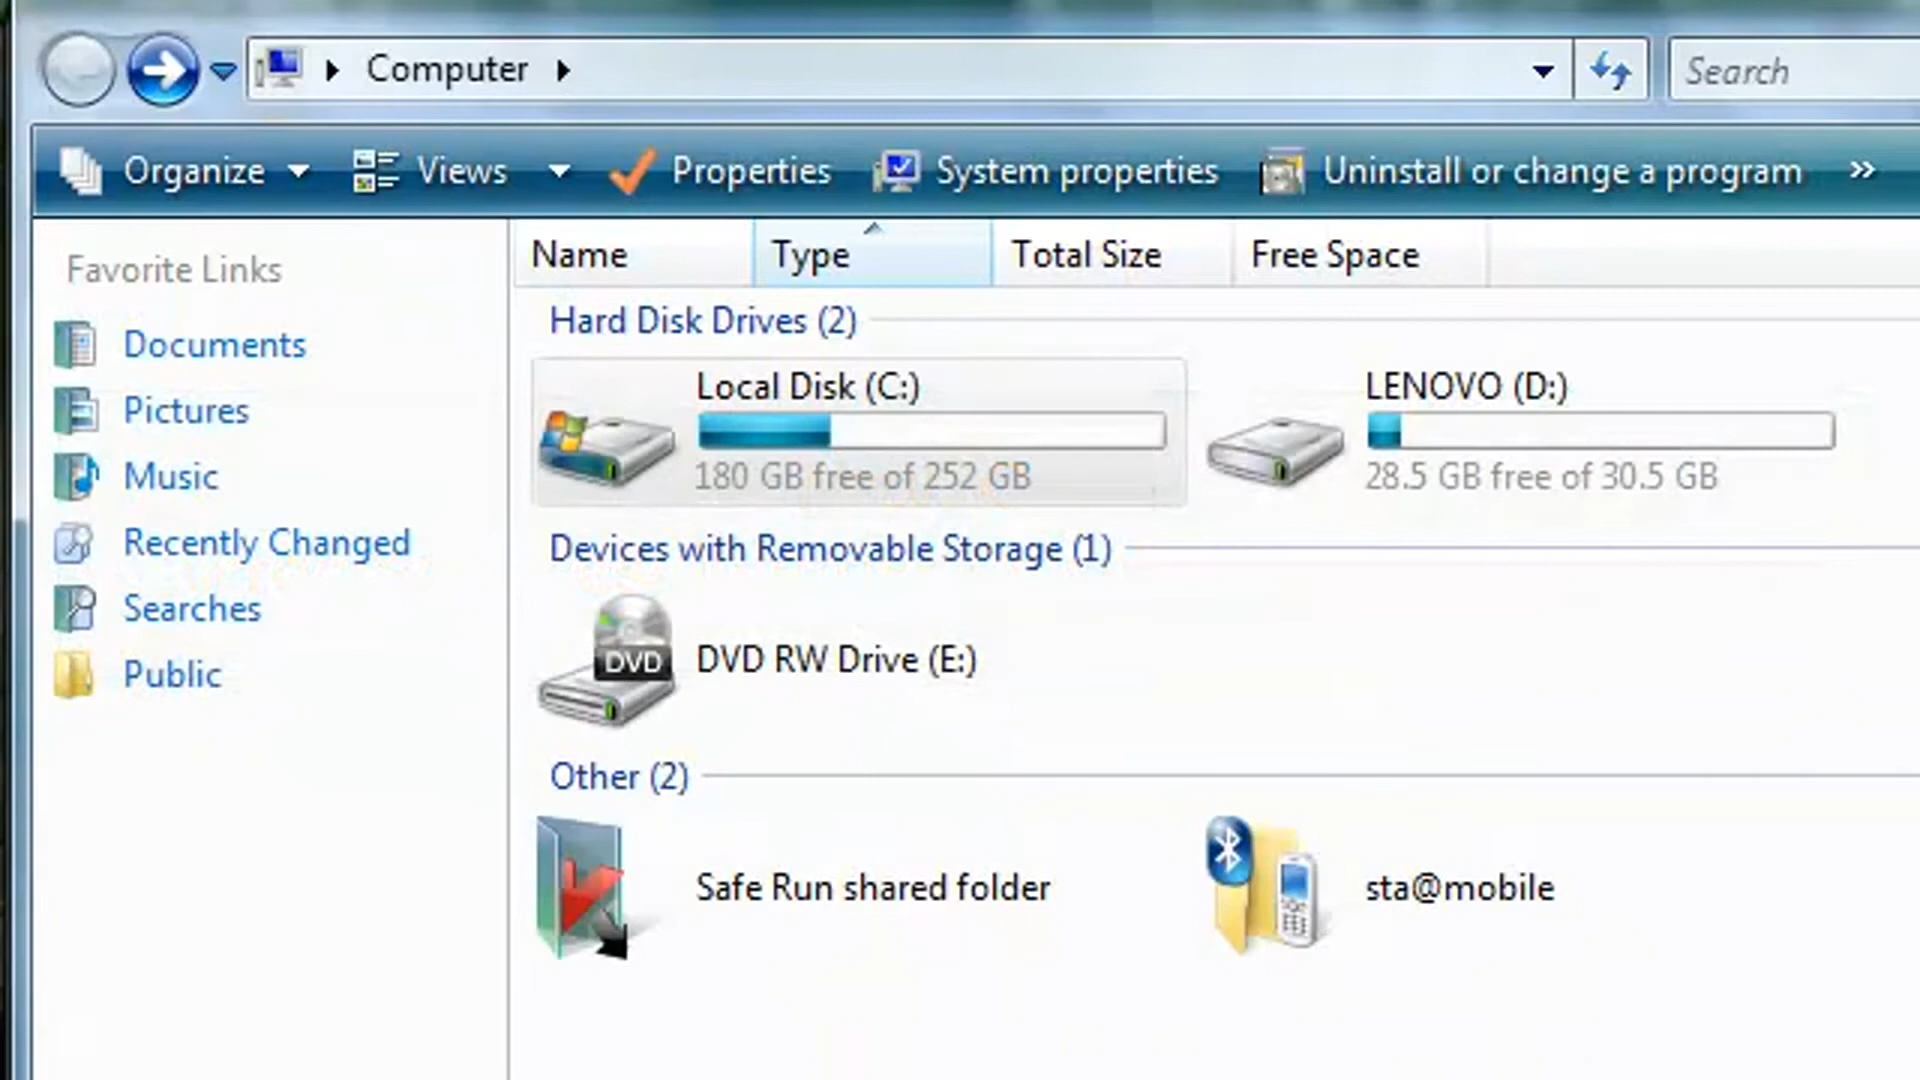 Computer
Search
Organize Views Properties System properties Uninstall or change a program »
Favorite Links
Documents
Pictures
Music
Recently Changed
Searches
Public
Name Type Total Size Free Space
Hard Disk Drives (2)
Local Disk (C:)
180 GB free of 252 GB
LENOVO (D:)
28.5 GB free of 30.5 GB
Devices with Removable Storage (1)
DVD
DVD RW Drive (E:)
Other (2)
Safe Run shared folder
sta@mobile